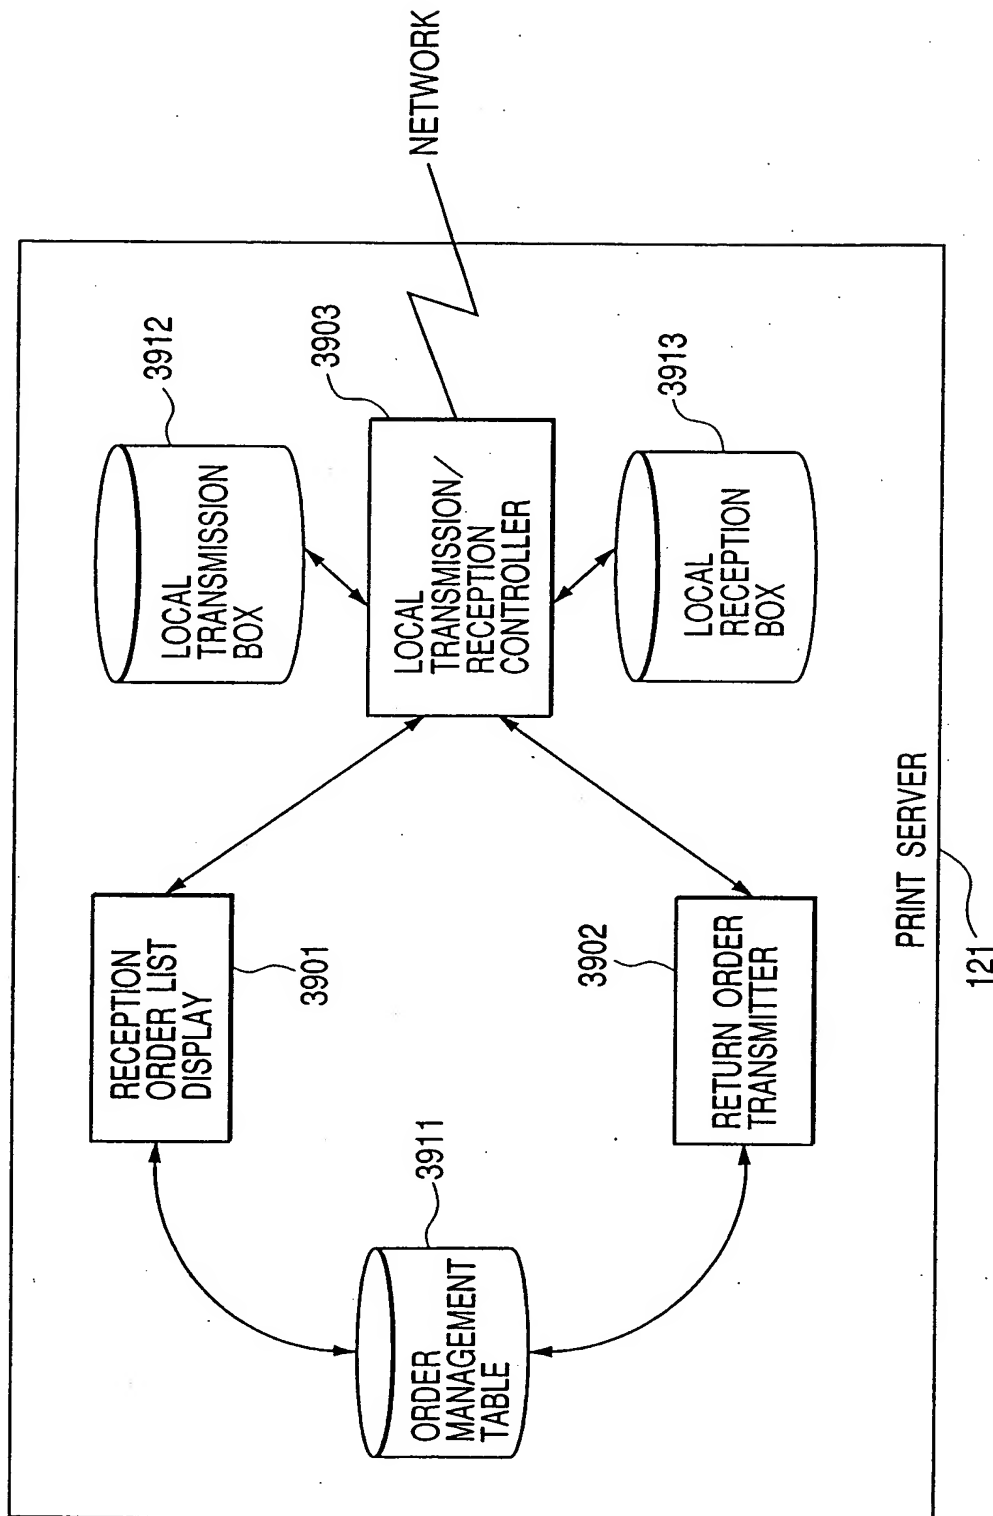 NETWORK
3912
LOCAL
TRANSMISSION
BOX
3903
LOCAL
TRANSMISSION/
RECEPTION
CONTROLLER
3913
LOCAL
RECEPTION
BOX
RECEPTION
ORDER LIST
DISPLAY
3901
3902
RETURN ORDER
TRANSMITTER
3911
ORDER
MANAGEMENT
TABLE
PRINT SERVER
121